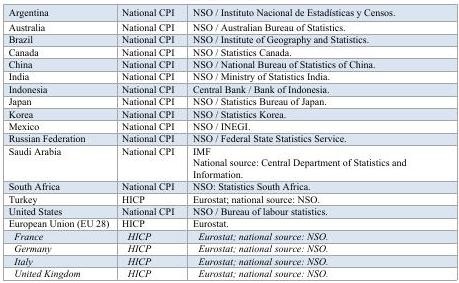 Argentina National CPI NSO / Instituto Nacional de Estadísticas y Censos.
Australia National CPI NSO / Australian Bureau of Statistics.
Brazil National CPI NSO / Institute of Geography and Statistics.
Canada National CPI NSO / Statistics Canada.
China National CPI NSO / National Bureau of Statistics of China.
India National CPI NSO / Ministry of Statistics India.
Indonesia National CPI Central Bank / Bank of Indonesia.
Japan National CPI NSO / Statistics Bureau of Japan.
Korea National CPI NSO / Statistics Korea.
Mexico National CPI NSO / INEGI.
Russian Federation National CPI NSO / Federal State Statistics Service.
Saudi Arabia National CPI IMF
National source: Central Department of Statistics and
Information.
South Africa National CPI NSO: Statistics South Africa.
Turkey HICP Eurostat; national source: NSO.
United States National CPI NSO / Bureau of labour statistics.
European Union (EU 28) HICP Eurostat.
France HICP Eurostat; national source: NSO.
Germany HICP Eurostat; national source: NSO.
Italy HICP Eurostat; national source: NSO.
United Kingdom HICP Eurostat; national source: NSO.